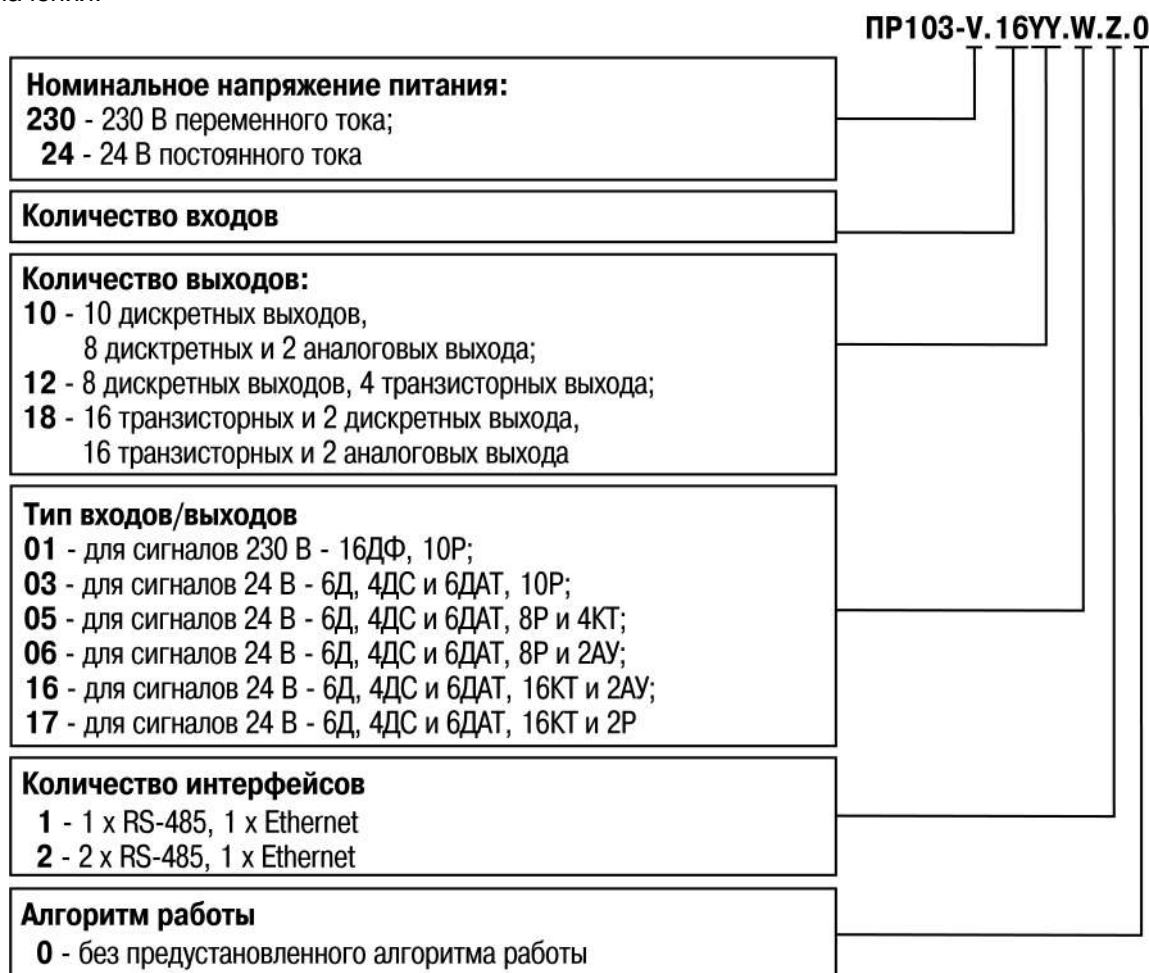 ПР103-V.16YY.W.Z.0
Номинальное напряжение питания:
230 - 230 В переменного тока;
24 - 24 В постоянного тока
Количество входов
Количество выходов:
10 - 10 дискретных выходов,
8 дисктретных и 2 аналоговых выхода;
12 - 8 дискретных выходов, 4 транзисторных выхода;
18 - 16 транзисторных и 2 дискретных выхода,
16 транзисторных и 2 аналоговых выхода
Тип входов/выходов
01 - для сигналов 230 В - 16ДФ, 10Р;
03 - для сигналов 24 В - 6Д, 4ДС и 6ДАТ, 10Р;
05 - для сигналов 24 В - 6Д, 4ДС и 6ДАТ, 8Р и 4КТ;
06 - для сигналов 24 В - 6Д, 4ДС и 6ДАТ, 8Р и 2АУ;
16 - для сигналов 24 В - 6Д, 4ДС и 6ДАТ, 16КТ и 2АУ;
17 - для сигналов 24 В - 6Д, 4ДС и 6ДАТ, 16КТ и 2Р
Количество интерфейсов
1 - 1 x RS-485, 1 x Ethernet
2 - 2 x RS-485, 1 x Ethernet
Алгоритм работы
0 - без предустановленного алгоритма работы